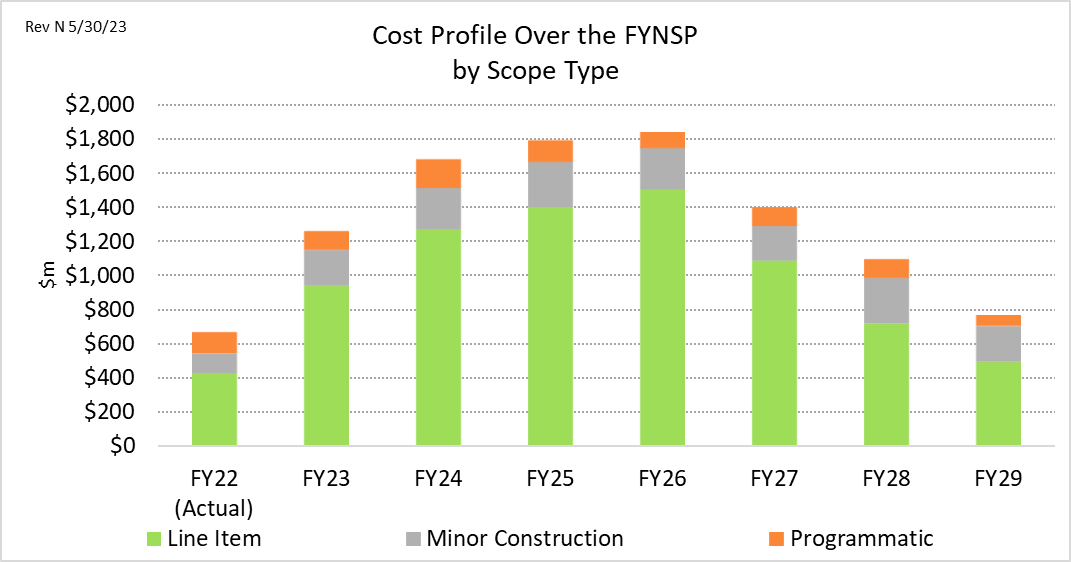 Rev N 5/30/23
Cost Profile Over the FYNSP
by Scope Type
$2,000
$1,800
$1,600
$1,400
$1,200
$1,000
$800
$600
$400
$200
$0
$m
FY22 FY23 FY24 FY25 FY26 FY27 FY28 FY29
(Actual)
Line Item Minor Construction Programmatic